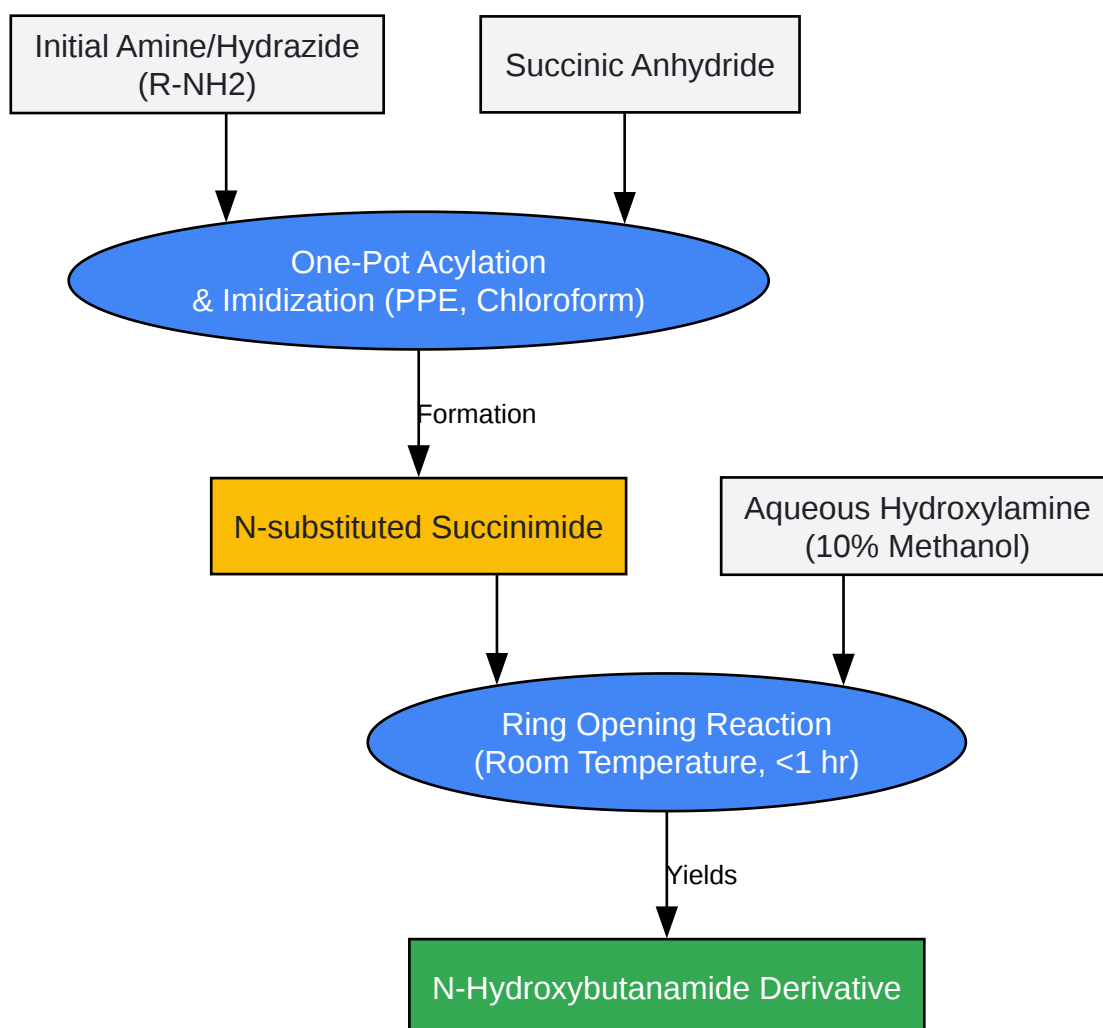 Initial Amine/Hydrazide
(R-NH2)
Succinic Anhydride
One-Pot Acylation
& Imidization (PPE, Chloroform)
Formation
N-substituted Succinimide
Aqueous Hydroxylamine
(10% Methanol)
Ring Opening Reaction
(Room Temperature, <1 hr)
Yields
N-Hydroxybutanamide Derivative